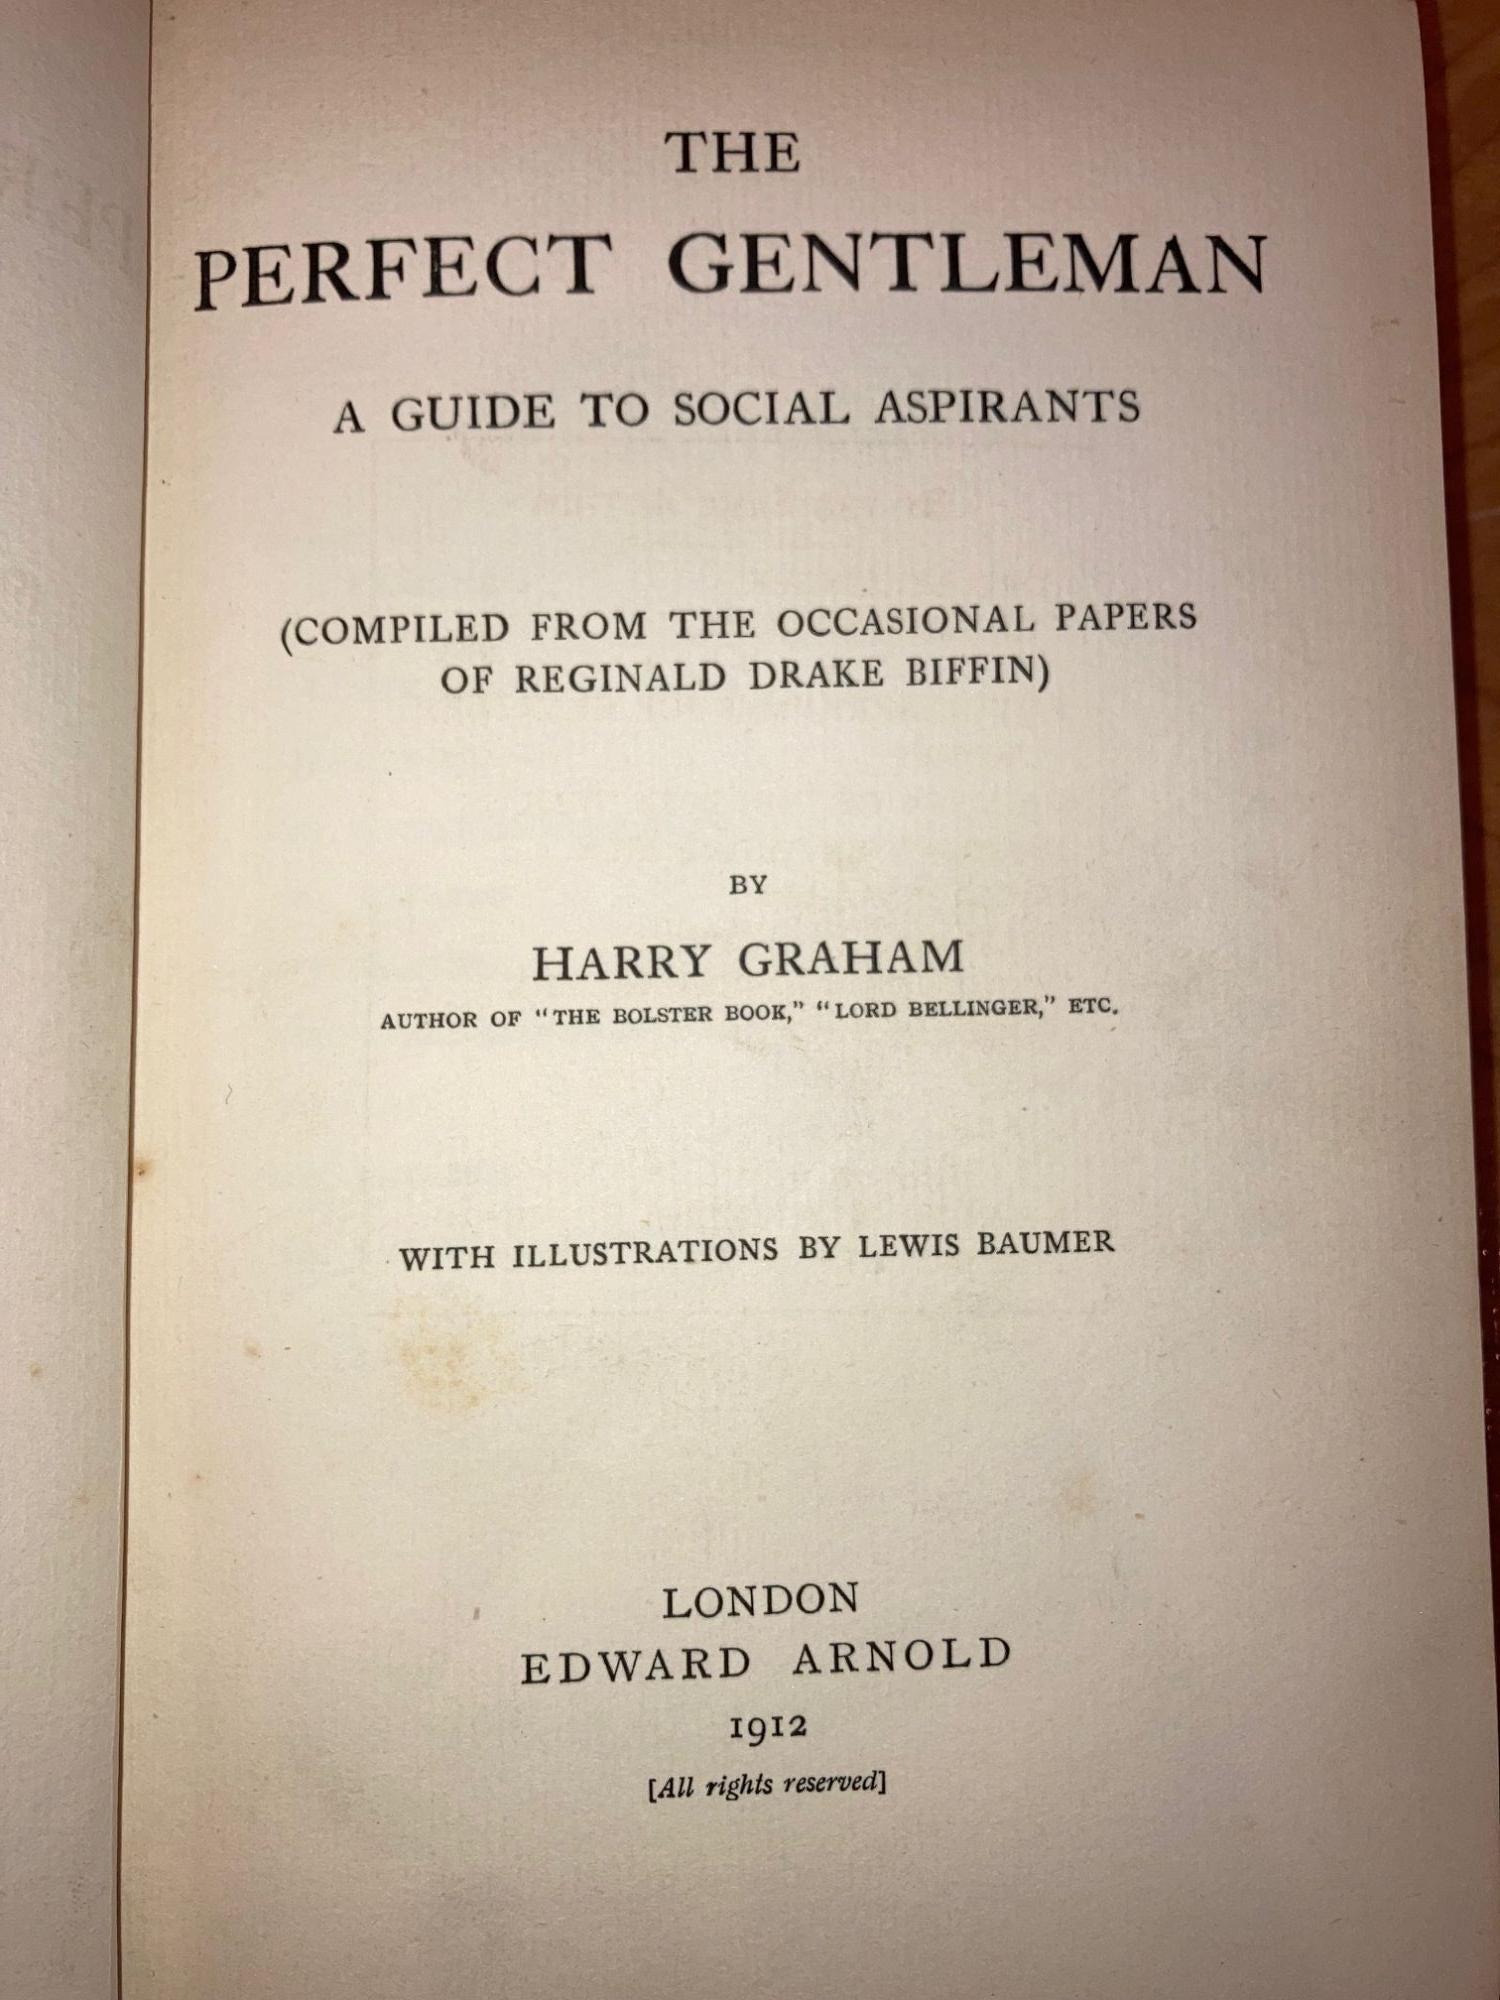 THE
PERFECT GENTLEMAN
A GUIDE TO SOCIAL ASPIRANTS
(COMPILED FROM THE OCCASIONAL PAPERS
OF REGINALD DRAKE BIFFIN)
BY
HARRY GRAHAM
AUTHOR OF “THE BOLSTER BOOK,” “LORD BELLINGER,” ETC.
WITH ILLUSTRATIONS BY LEWIS BAUMER
LONDON
EDWARD ARNOLD
1912
[All rights reserved]